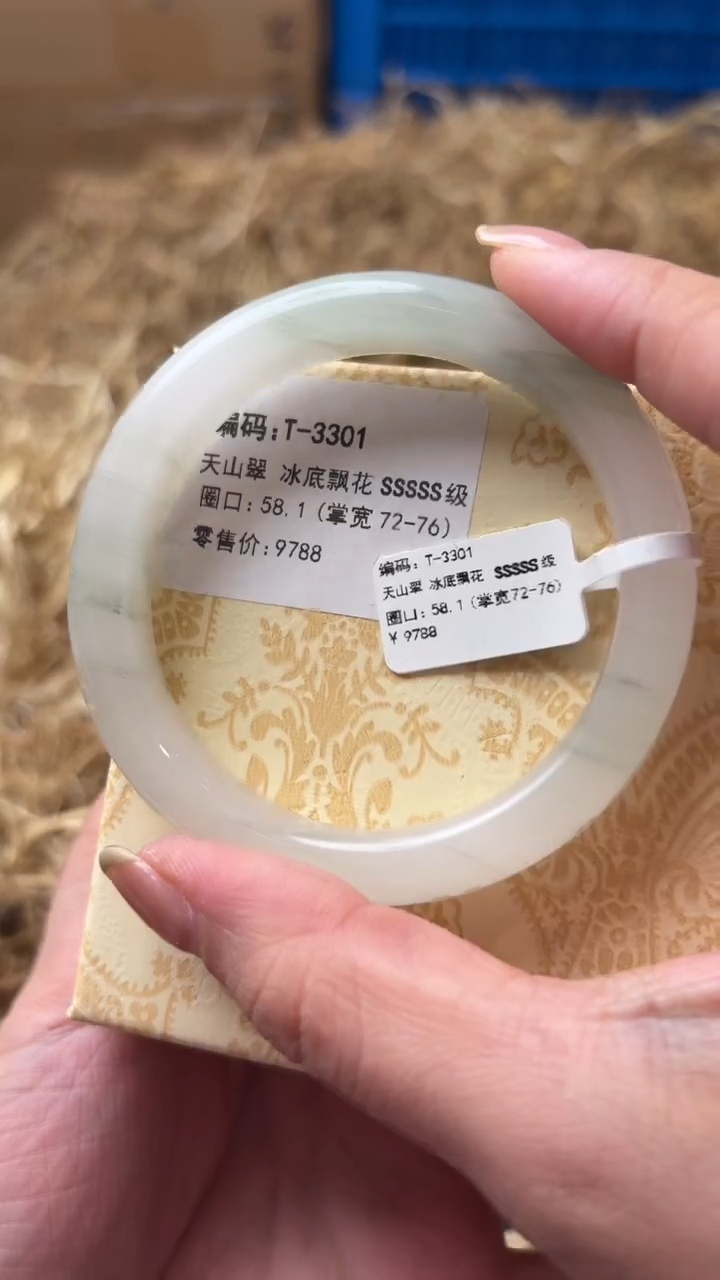 编码:T-3301
天山翠 冰底飘花 SSSSS级
圈口:58.1(掌宽72-76)
零售价:9788
编码:T-3301
天山翠 冰底飘花 SSSSS级
圈口:58.1(掌宽72-76)
¥ 9788